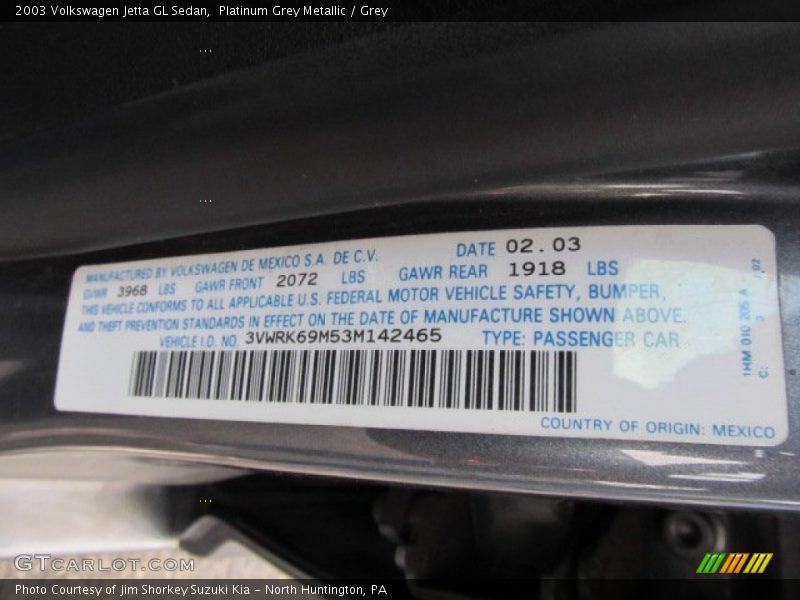 2003 Volkswagen Jetta GL Sedan, Platinum Grey Metallic / Grey
MANUFACTURED BY VOLKSWAGEN DE MEXICO S.A. DE C.V. DATE 02.03
GVWR 3968 LBS GAWR FRONT 2072 LBS GAWR REAR 1918 LBS
THIS VEHICLE CONFORMS TO ALL APPLICABLE U.S. FEDERAL MOTOR VEHICLE SAFETY, BUMPER,
AND THEFT PREVENTION STANDARDS IN EFFECT ON THE DATE OF MANUFACTURE SHOWN ABOVE.
VEHICLE I.D. NO. 3VWRK69M53M142465 TYPE: PASSENGER CAR
COUNTRY OF ORIGIN: MEXICO
1HM 010 205 A
C:
GTCARLOT.COM
Photo Courtesy of Jim Shorkey Suzuki Kia - North Huntington, PA